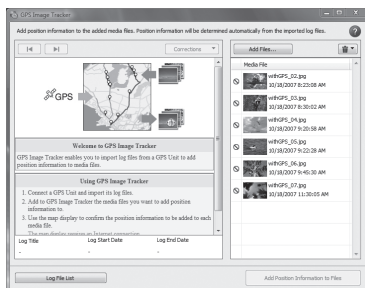 GPS Image Tracker
Add position information to the added media files. Position information will be determined automatically from the imported log files.
Corrections
GPS
Welcome to GPS Image Tracker
GPS Image Tracker enables you to import log files from a GPS Unit to add
position information to media files.
Using GPS Image Tracker
1. Connect a GPS Unit and import its log files.
2. Add to GPS Image Tracker the media files you want to add position
information to.
3. Use the map display to confirm the position information to be added to each
media file.
The map display requires an Internet connection.
Log Title Log Start Date Log End Date
- - -
Log File List
Add Files...
Media File
withGPS_02.jpg
10/18/2007 8:23:08 AM
withGPS_03.jpg
10/18/2007 8:30:02 AM
withGPS_04.jpg
10/18/2007 9:20:58 AM
withGPS_05.jpg
10/18/2007 9:22:28 AM
withGPS_06.jpg
10/18/2007 9:45:30 AM
withGPS_07.jpg
10/18/2007 11:30:05 AM
Add Position Information to Files